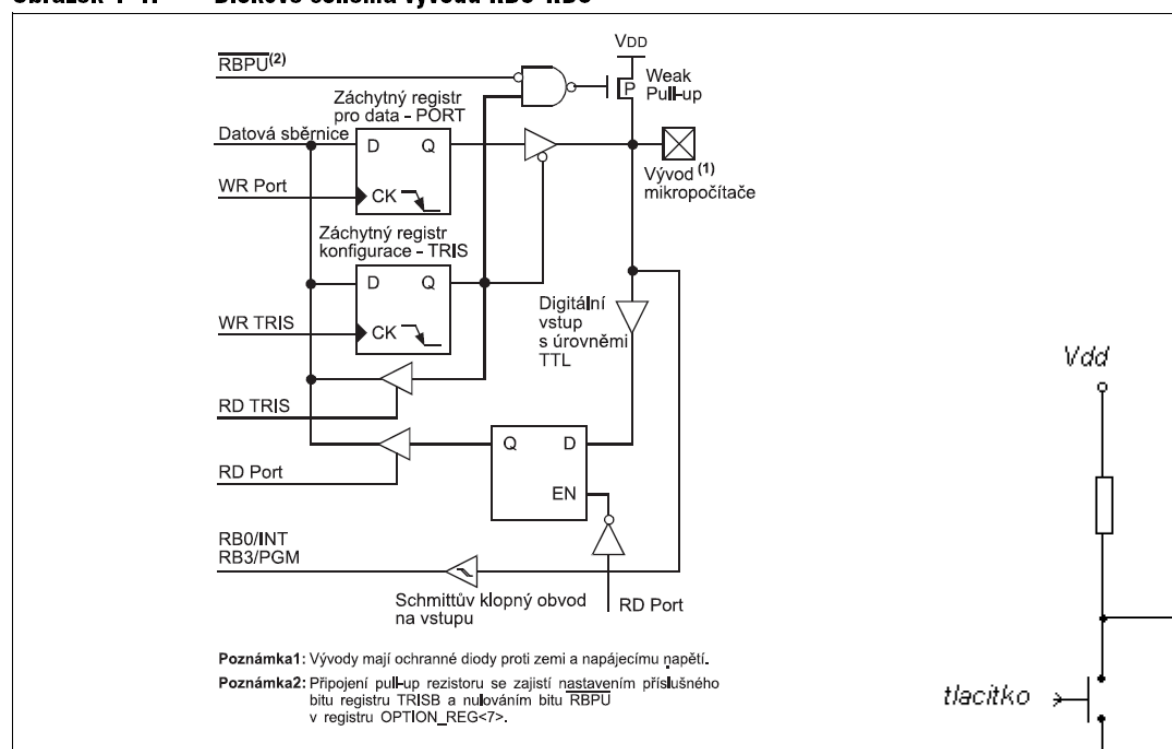 RBPU(2)
VDD
Weak
Pull-up
P
Záchytný registr
pro data - PORT
Datová sběrnice
D Q
WR Port
CK
Vývod (1)
mikropočítače
Záchytný registr
konfigurace - TRIS
D Q
WR TRIS
CK
Digitální
vstup
s úrovněmi
TTL
RD TRIS
Q D
RD Port
EN
RB0/INT
RB3/PGM
Schmittův klopný obvod
na vstupu
RD Port
Poznámka1: Vývody mají ochranné diody proti zemi a napájecímu napětí.
Poznámka2: Připojení pull-up rezistoru se zajistí nastavením příslušného
bitu registru TRISB a nulováním bitu RBPU
v registru OPTION_REG<7>.
Vdd
tlacitko